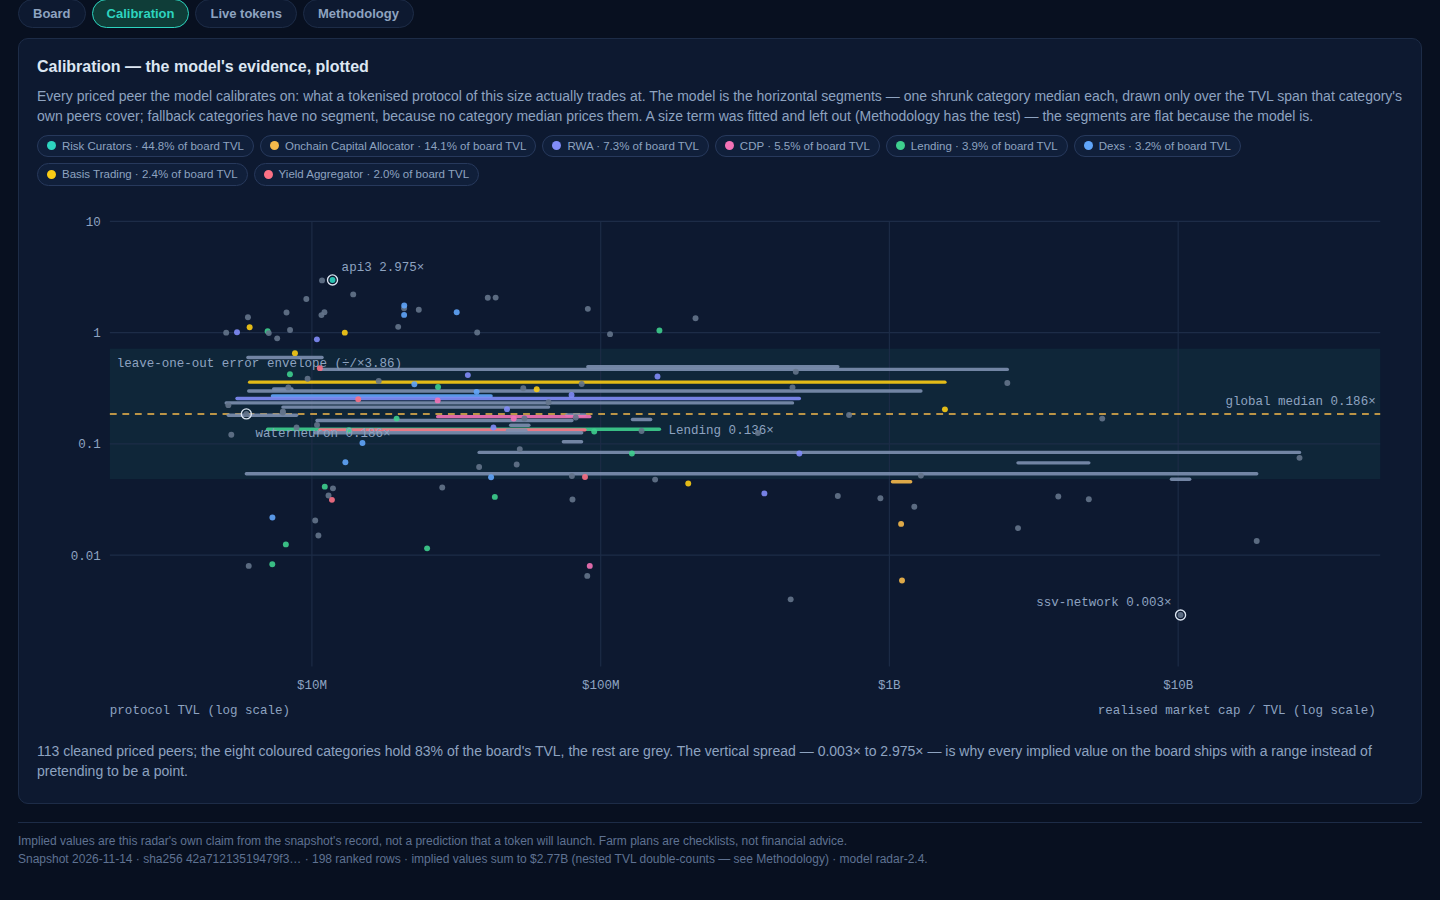 Board
Calibration
Live tokens
Methodology
Calibration — the model's evidence, plotted
Every priced peer the model calibrates on: what a tokenised protocol of this size actually trades at. The model is the horizontal segments — one shrunk category median each, drawn only over the TVL span that category's
own peers cover; fallback categories have no segment, because no category median prices them. A size term was fitted and left out (Methodology has the test) — the segments are flat because the model is.
Risk Curators · 44.8% of board TVL
Onchain Capital Allocator · 14.1% of board TVL
RWA · 7.3% of board TVL
CDP · 5.5% of board TVL
Lending · 3.9% of board TVL
Dexs · 3.2% of board TVL
Basis Trading · 2.4% of board TVL
Yield Aggregator · 2.0% of board TVL
10
api3 2.975×
1
leave-one-out error envelope (÷/×3.86)
global median 0.186×
waterneuron 0.186×
Lending 0.136×
0.1
0.01
ssv-network 0.003×
$10M
$100M
$1B
$10B
protocol TVL (log scale)
realised market cap / TVL (log scale)
113 cleaned priced peers; the eight coloured categories hold 83% of the board's TVL, the rest are grey. The vertical spread — 0.003× to 2.975× — is why every implied value on the board ships with a range instead of
pretending to be a point.
Implied values are this radar's own claim from the snapshot's record, not a prediction that a token will launch. Farm plans are checklists, not financial advice.
Snapshot 2026-11-14 · sha256 42a71213519479f3… · 198 ranked rows · implied values sum to $2.77B (nested TVL double-counts — see Methodology) · model radar-2.4.